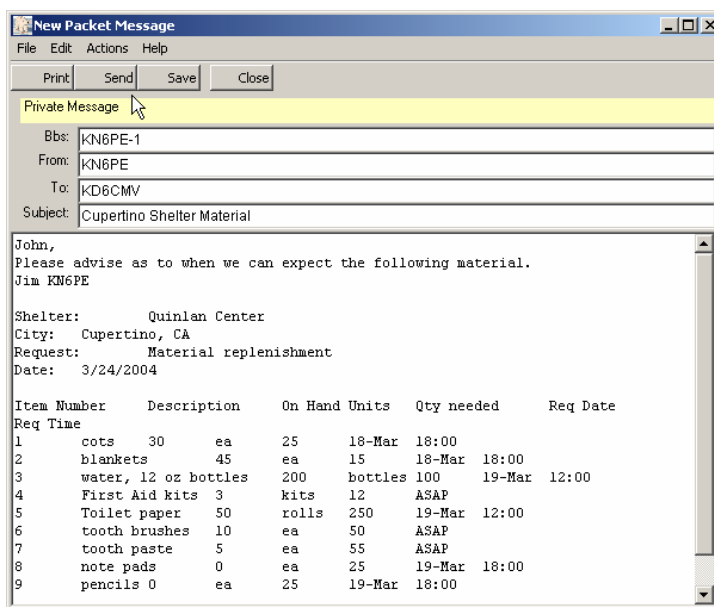 New Packet Message
File Edit Actions Help
Print Send Save Close
Private Message
Bbs: KN6PE-1
From: KN6PE
To: KD6CMV
Subject: Cupertino Shelter Material
John,
Please advise as to when we can expect the following material.
Jim KN6PE
Shelter: Quinlan Center
City: Cupertino, CA
Request: Material replenishment
Date: 3/24/2004
Item Number Description On Hand Units Qty needed Req Date
Req Time
1 cots 30 ea 25 18-Mar 18:00
2 blankets 45 ea 15 18-Mar 18:00
3 water, 12 oz bottles 200 bottles 100 19-Mar 12:00
4 First Aid kits 3 kits 12 ASAP
5 Toilet paper 50 rolls 250 19-Mar 12:00
6 tooth brushes 10 ea 50 ASAP
7 tooth paste 5 ea 55 ASAP
8 note pads 0 ea 25 19-Mar 18:00
9 pencils 0 ea 25 19-Mar 18:00